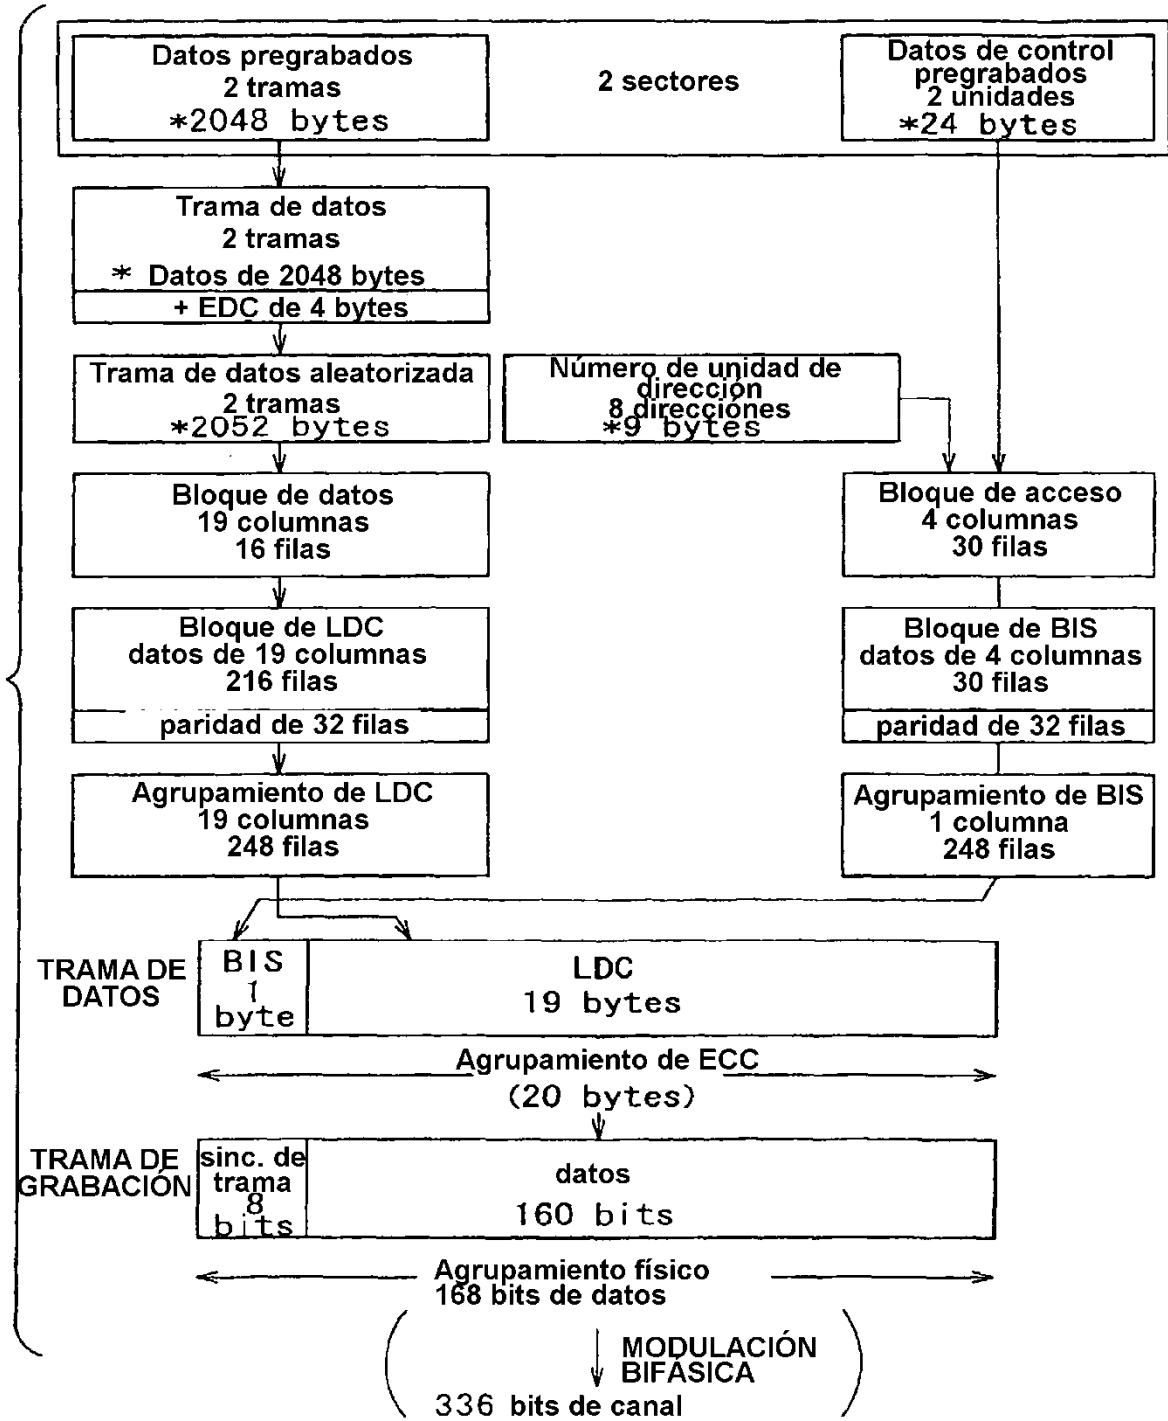 Datos pregrabados
2 tramas
*2048 bytes
2 sectores
Datos de control
pregrabados
2 unidades
*24 bytes
Trama de datos
2 tramas
* Datos de 2048 bytes
+ EDC de 4 bytes
Trama de datos aleatorizada
2 tramas
*2052 bytes
Número de unidad de
dirección
8 direcciónes
*9 bytes
Bloque de datos
19 columnas
16 filas
Bloque de acceso
4 columnas
30 filas
Bloque de LDC
datos de 19 columnas
216 filas
paridad de 32 filas
Bloque de BIS
datos de 4 columnas
30 filas
paridad de 32 filas
Agrupamiento de LDC
19 columnas
248 filas
Agrupamiento de BIS
1 columna
248 filas
TRAMA DE
DATOS
BIS
1
byte
LDC
19 bytes
Agrupamiento de ECC
(20 bytes)
TRAMA DE
GRABACIÓN
sinc. de
trama
8
bits
datos
160 bits
Agrupamiento físico
168 bits de datos
MODULACIÓN
BIFÁSICA
336 bits de canal